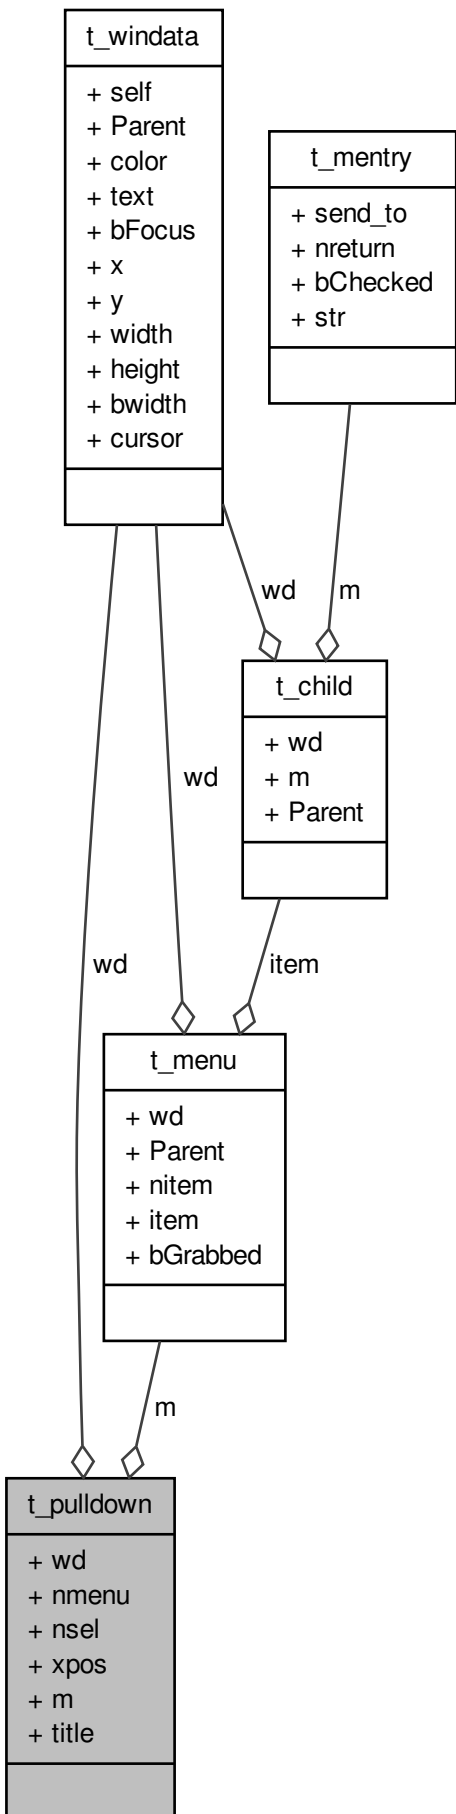 t_windata
+ self
+ Parent
+ color
+ text
+ bFocus
+ x
+ y
+ width
+ height
+ bwidth
+ cursor
t_mentry
+ send_to
+ nreturn
+ bChecked
+ str
wd
m
t_child
+ wd
+ m
+ Parent
wd
wd
item
t_menu
+ wd
+ Parent
+ nitem
+ item
+ bGrabbed
m
t_pulldown
+ wd
+ nmenu
+ nsel
+ xpos
+ m
+ title